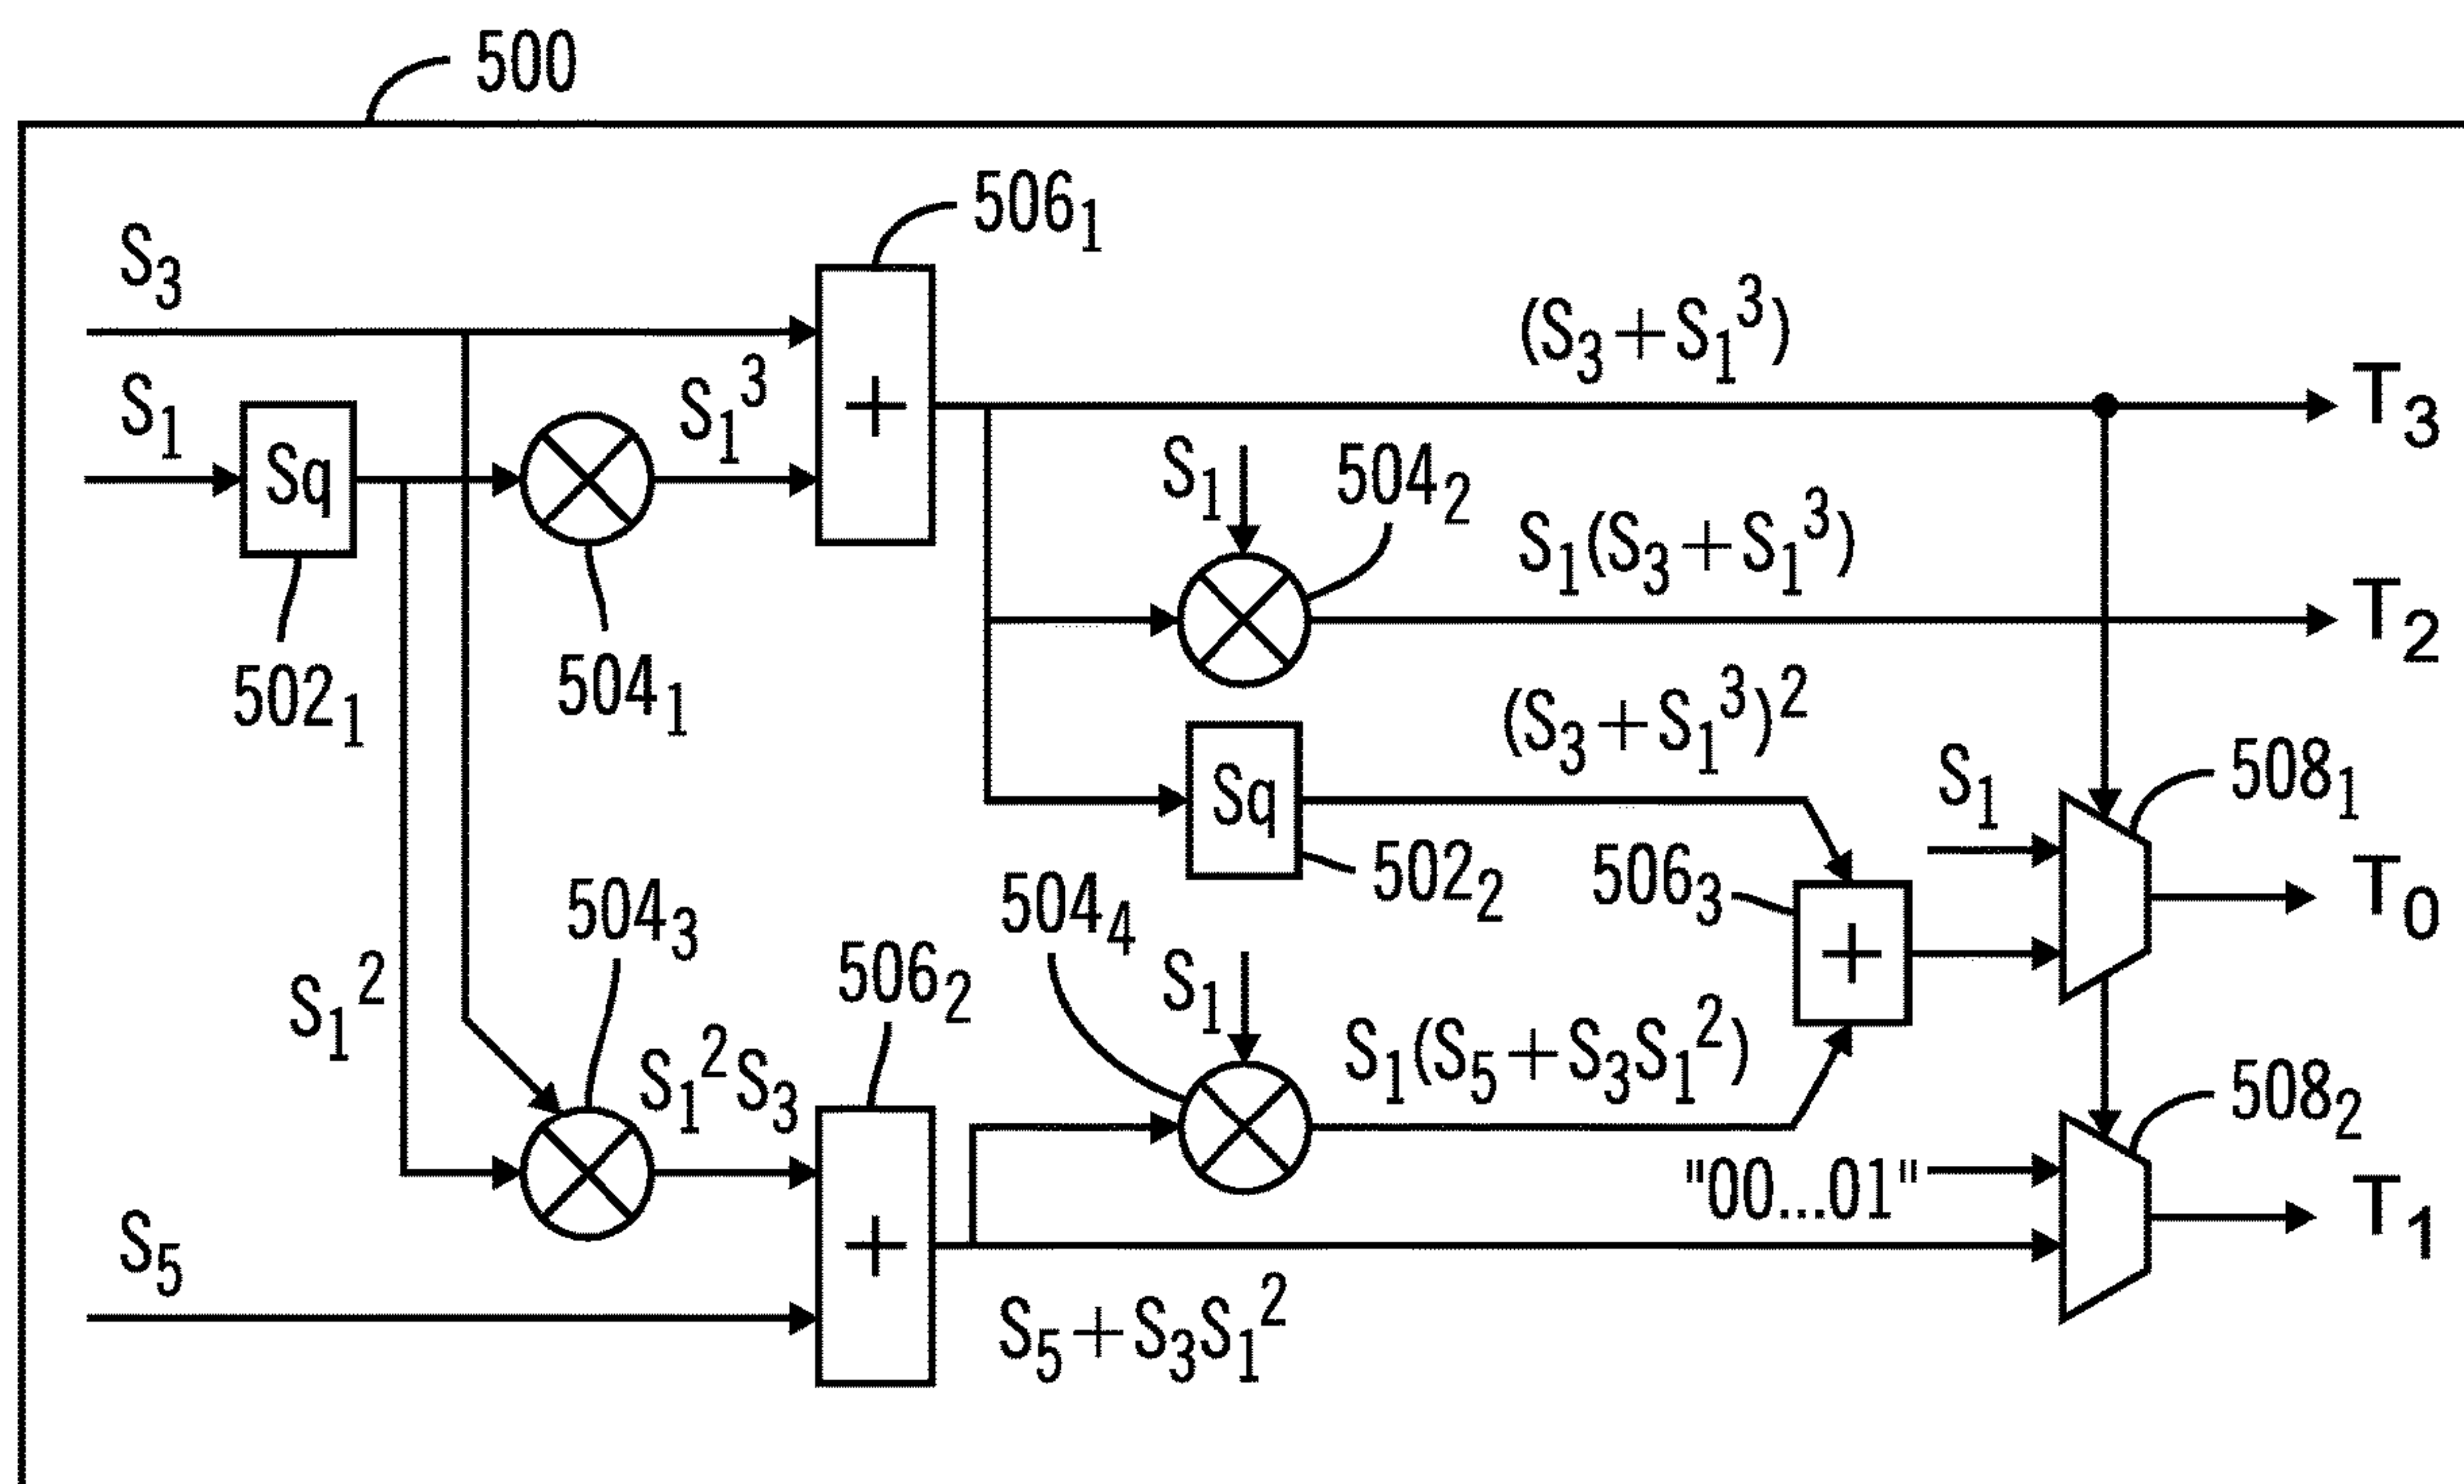 500
506₁
S₃
(S₃+S₁³)
T₃
S₁
Sq
S₁³
S₁
504₂
S₁(S₃+S₁³)
T₂
502₁
504₁
(S₃+S₁³)²
Sq
502₂
S₁
508₁
506₃
T₀
504₃
504₄
506₂
S₁²
S₁
S₁²S₃
S₁(S₅+S₃S₁²)
508₂
"00...01"
T₁
S₅
S₅+S₃S₁²
+
+
+